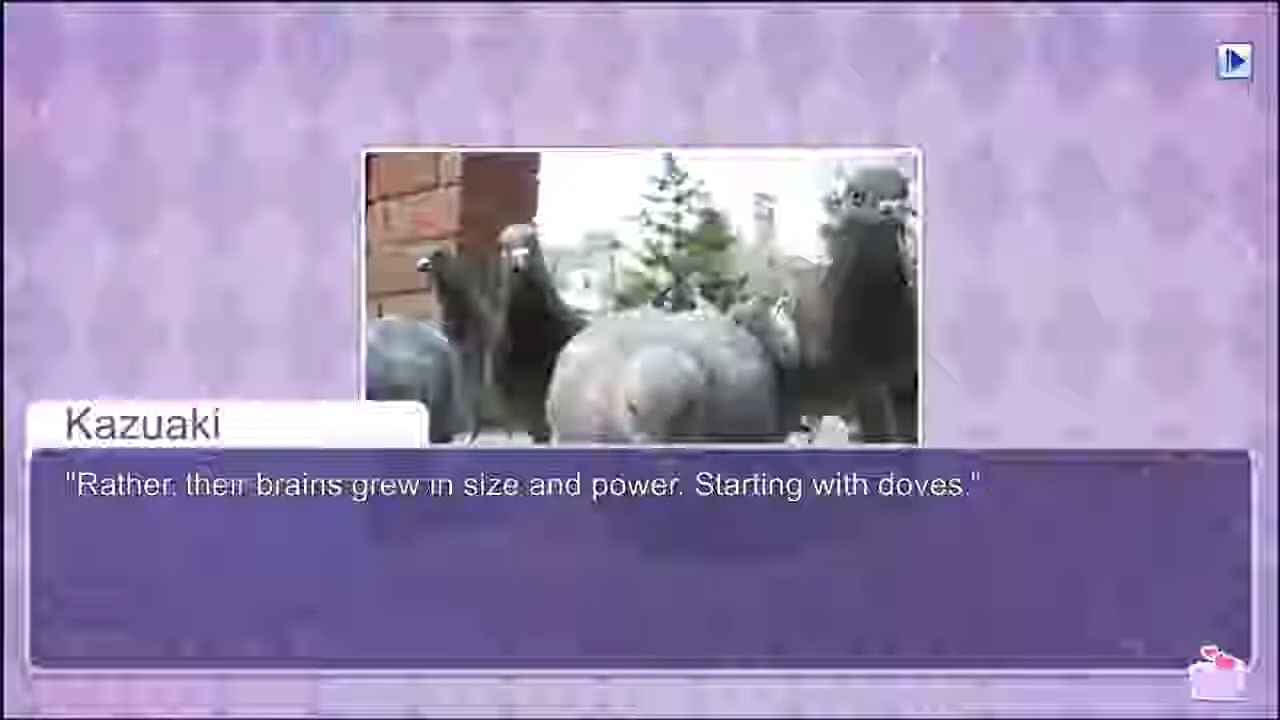 Kazuaki
"Rather, their brains grew in size and power. Starting with doves."